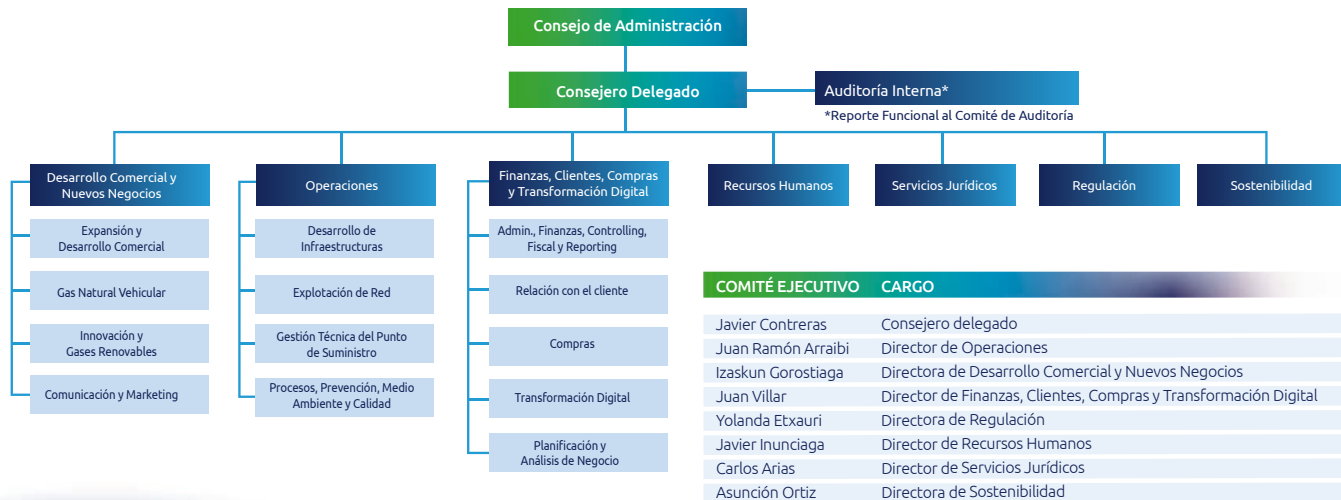 Consejo de Administración
Consejero Delegado
Auditoría Interna*
*Reporte Funcional al Comité de Auditoría
Desarrollo Comercial y
Nuevos Negocios
Expansión y
Desarrollo Comercial
Gas Natural Vehicular
Innovación y
Gases Renovables
Comunicación y Marketing
Operaciones
Desarrollo de
Infraestructuras
Explotación de Red
Gestión Técnica del Punto
de Suministro
Procesos, Prevención, Medio
Ambiente y Calidad
Finanzas, Clientes, Compras
y Transformación Digital
Admin., Finanzas, Controlling,
Fiscal y Reporting
Relación con el cliente
Compras
Transformación Digital
Planificación y
Análisis de Negocio
Recursos Humanos
Servicios Jurídicos
Regulación
Sostenibilidad
COMITÉ EJECUTIVO CARGO
Javier Contreras Consejero delegado
Juan Ramón Arraibi Director de Operaciones
Izaskun Gorostiaga Directora de Desarrollo Comercial y Nuevos Negocios
Juan Villar Director de Finanzas, Clientes, Compras y Transformación Digital
Yolanda Etxauri Directora de Regulación
Javier Inunciaga Director de Recursos Humanos
Carlos Arias Director de Servicios Jurídicos
Asunción Ortiz Directora de Sostenibilidad